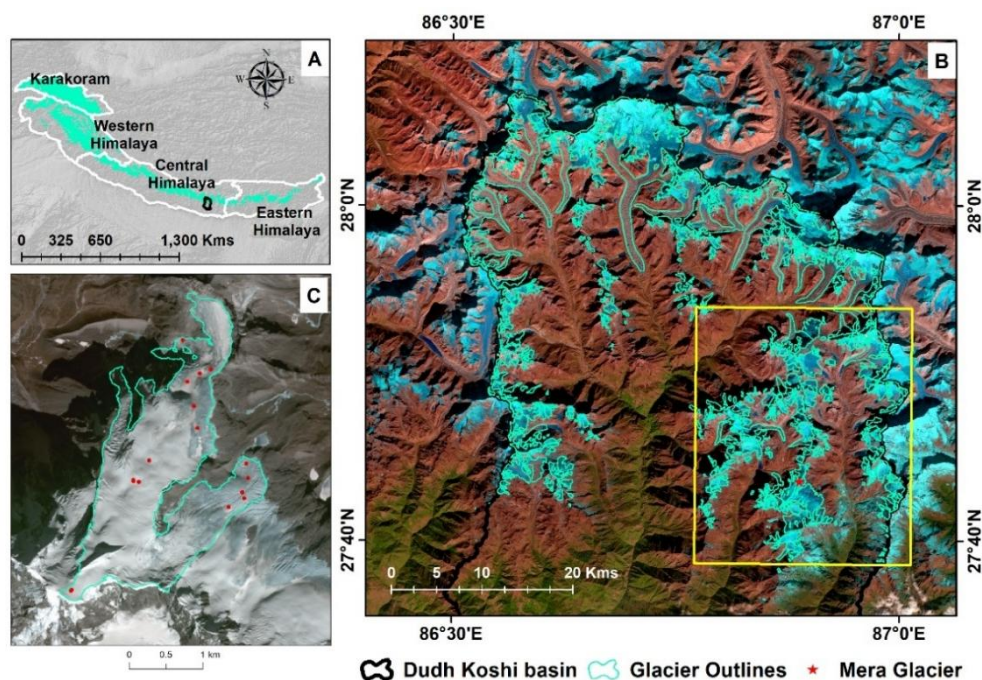 86°30'E
87°0'E
A
N
W
E
S
Karakoram
Western
Himalaya
Central
Himalaya
Eastern
Himalaya
0 325 650 1,300 Kms
B
28°0'N
28°0'N
27°40'N
27°40'N
0 5 10 20 Kms
C
0 0.5 1 km
86°30'E
87°0'E
Dudh Koshi basin
Glacier Outlines
Mera Glacier